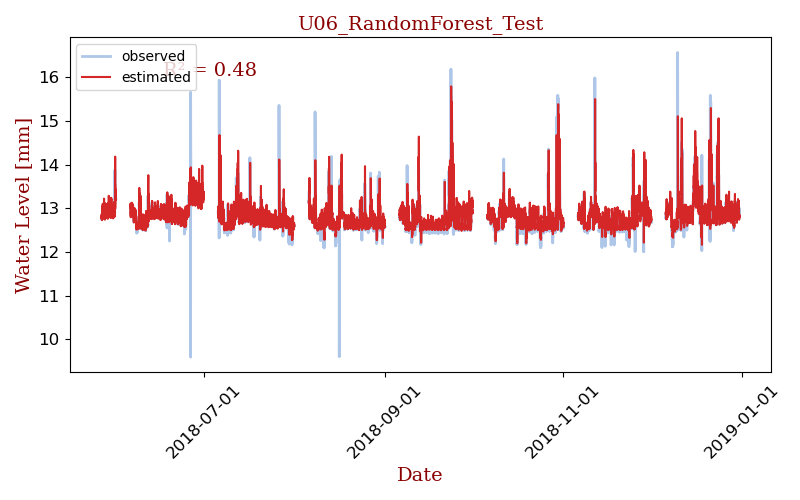 U06_RandomForest_Test
observed
estimated
R² = 0.48
Water Level [mm]
16
15
14
13
12
11
10
2018-07-01
2018-09-01
2018-11-01
2019-01-01
Date